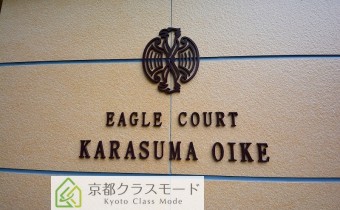 EAGLE COURT
KARASUMA OIKE
京都クラスモード
Kyoto Class Mode